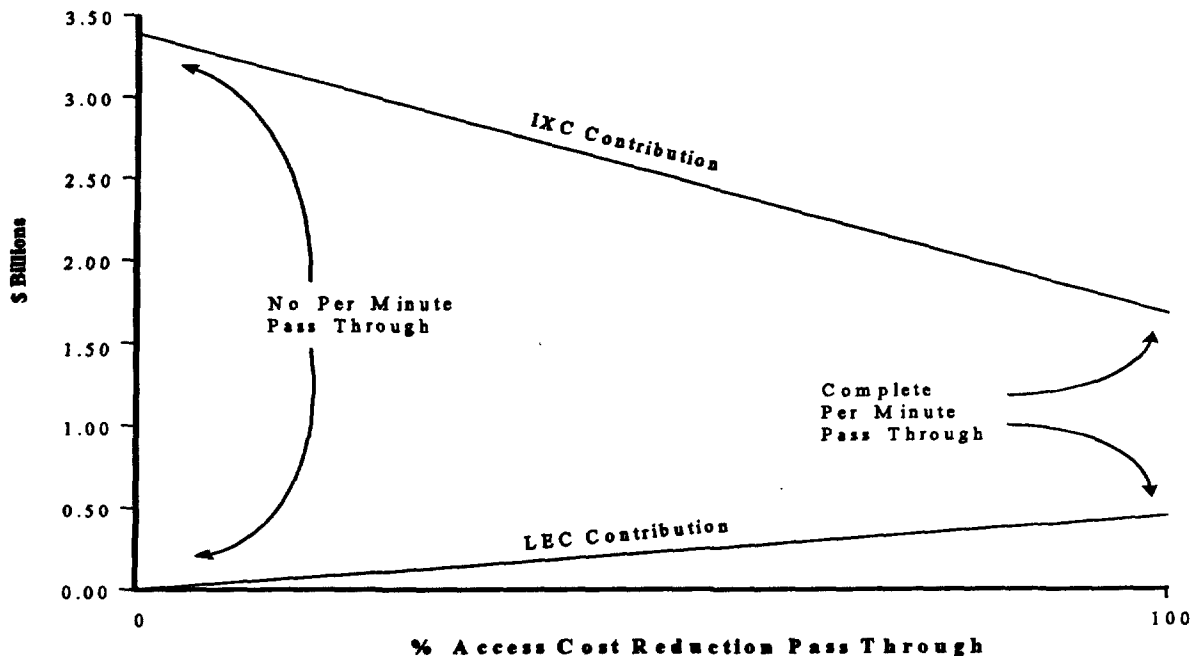 3.50
3.00
2.50
2.00
1.50
1.00
0.50
0.00
$ Billions
IXC Contribution
No Per Minute
Pass Through
Complete
Per Minute
Pass Through
LEC Contribution
0
100
% Access Cost Reduction Pass Through